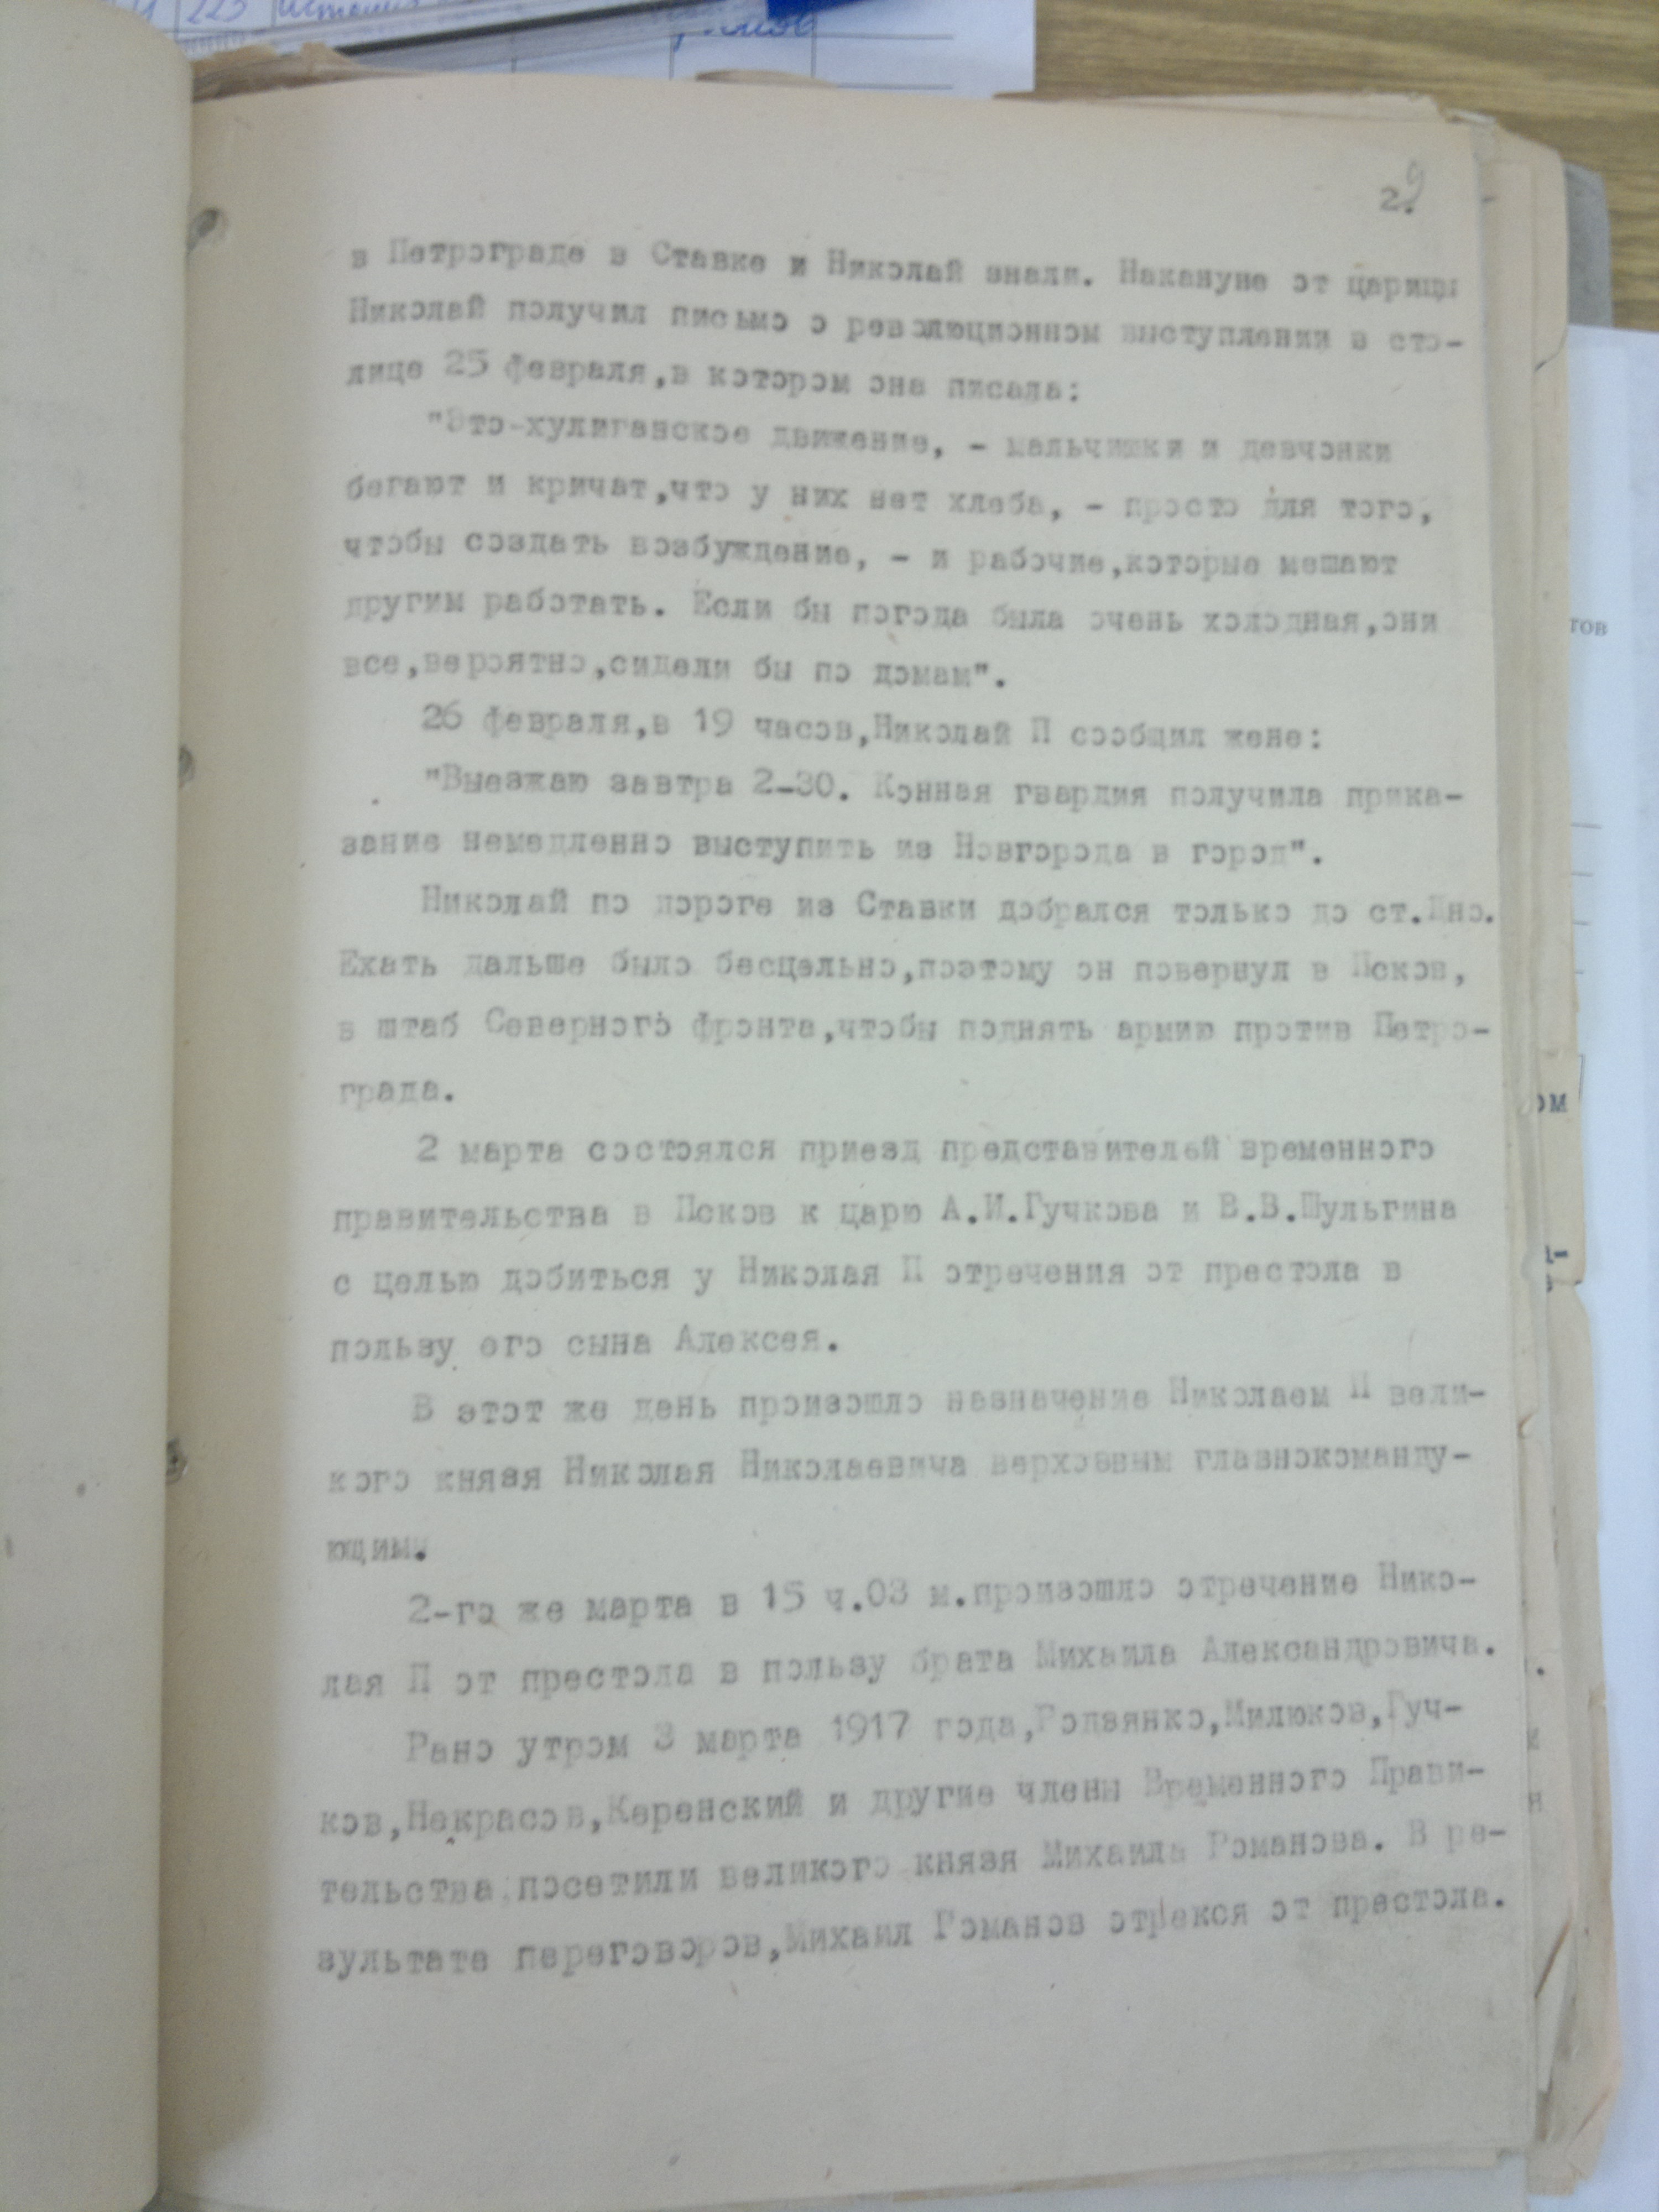 223
2.
9
в Петрограде в Ставке и Николай знали. Накануне от царицы
Николай получил письмо о революционном выступлении в сто-
лице 25 февраля,в котором она писала:
"Это-хулиганское движение, - мальчишки и девчонки
бегают и кричат,что у них нет хлеба, - просто для того,
чтобы создать возбуждение, - и рабочие,которые мешают
другим работать. Если бы погода была очень холодная,они
все,вероятно,сидели бы по домам".
26 февраля,в 19 часов,Николай П сообщил жене:
"Выезжаю завтра 2-30. Конная гвардия получила прика-
зание немедленно выступить из Новгорода в город".
Николай по дороге из Ставки добрался только до ст.Дно.
Ехать дальше было бесцельно,поэтому он повернул в Псков,
в штаб Северного фронта,чтобы поднять армию против Петро-
града.
2 марта состоялся приезд представителей временного
правительства в Псков к царю А.И.Гучкова и В.В.Шульгина
с целью добиться у Николая П отречения от престола в
пользу его сына Алексея.
В этот же день произошло назначение Николаем П вели-
кого князя Николая Николаевича верховным главнокоманду-
ющим.
2-го же марта в 15 ч.03 м.произошло отречение Нико-
лая П от престола в пользу брата Михаила Александровича.
Рано утром 3 марта 1917 года,Родзянко,Милюков,Гуч-
ков,Некрасов,Керенский и другие члены Временного Прави-
тельства посетили великого князя Михаила Романова. В ре-
зультате переговоров,Михаил Романов отрекся от престола.
тов
ом